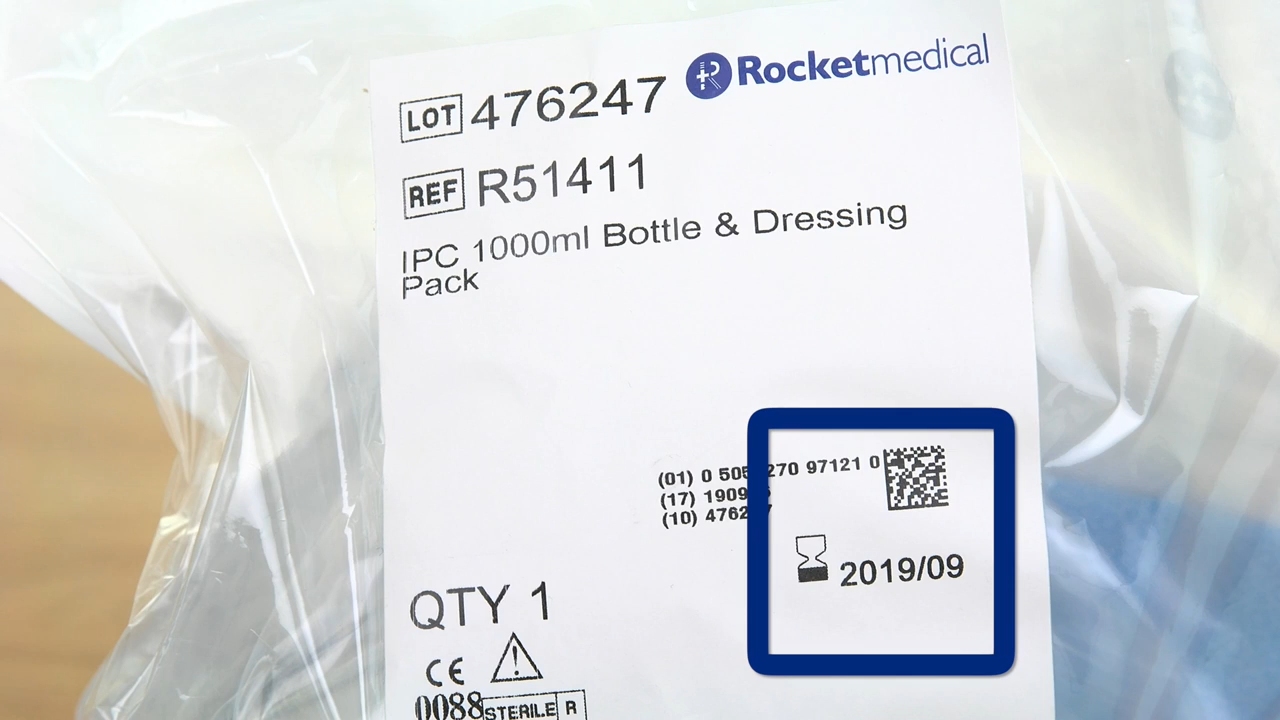 Rocketmedical
LOT 476247
REF R51411
IPC 1000ml Bottle & Dressing
Pack
(01) 0 505 270 97121 0
(17) 1909
(10) 476247
2019/09
QTY 1
CE
0088 STERILE R